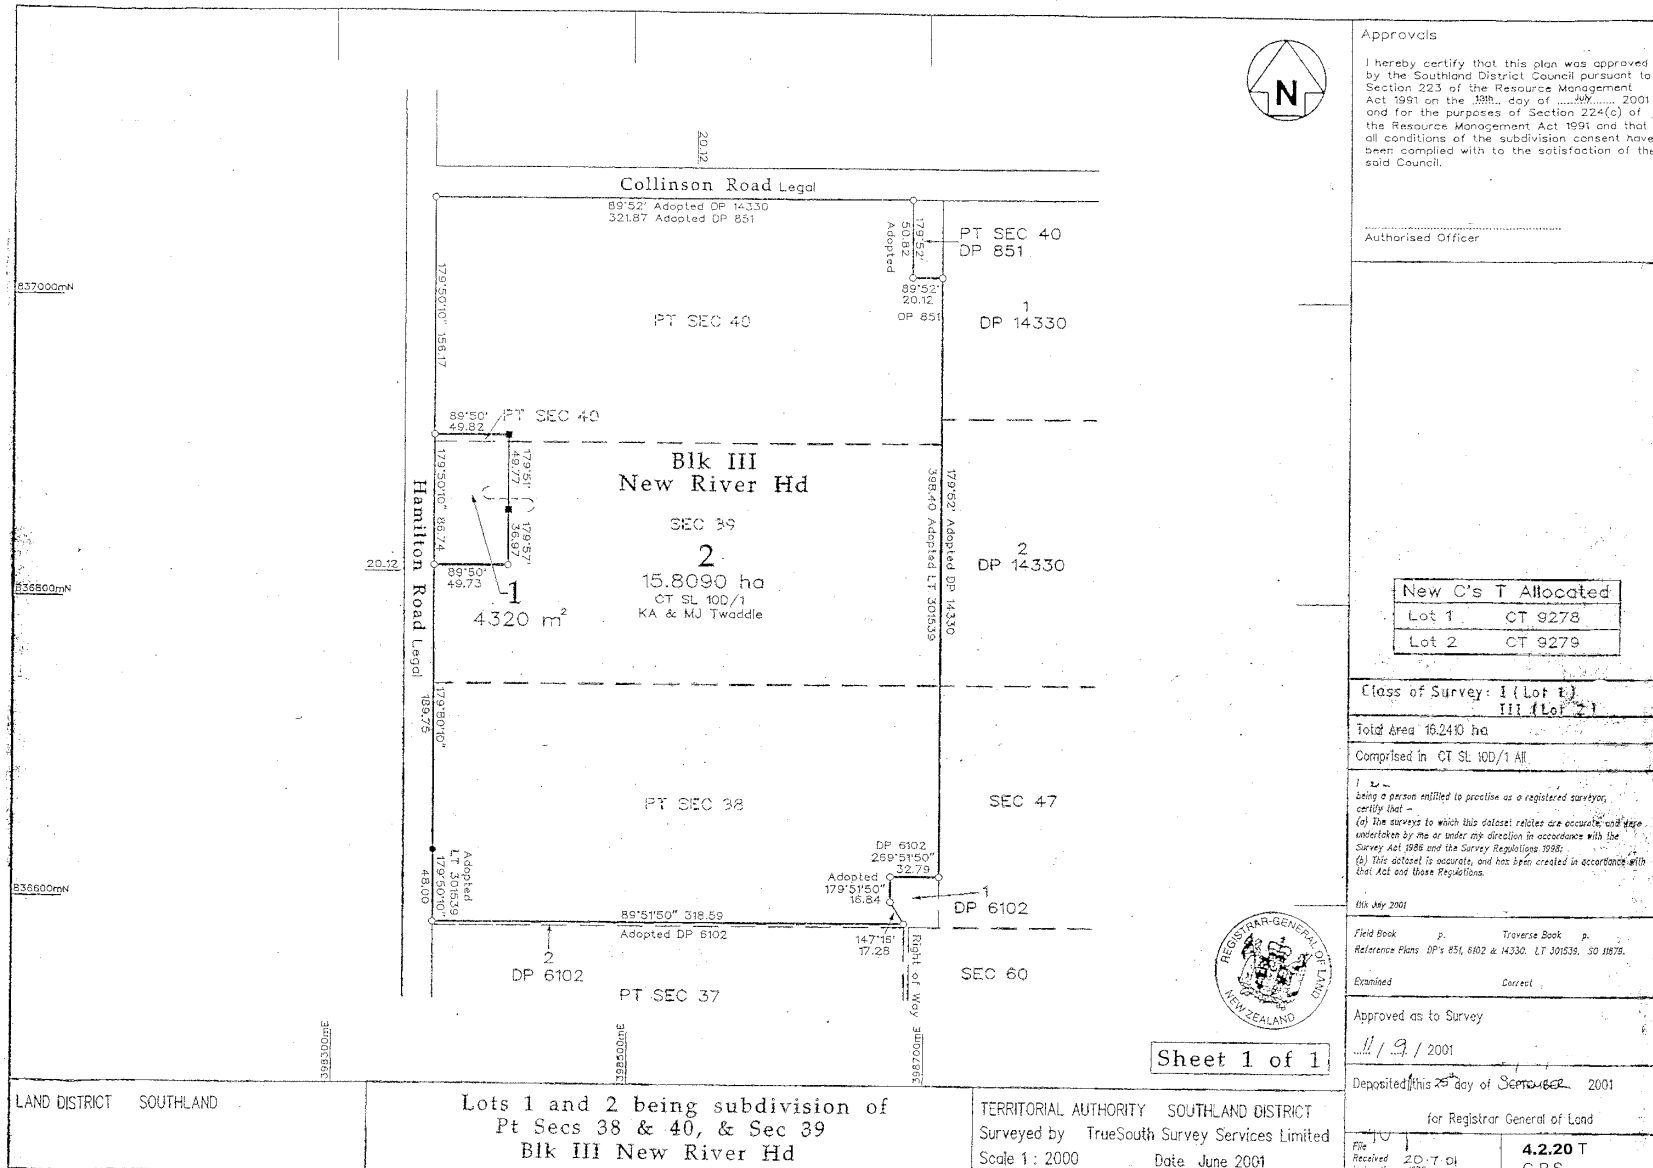 Approvals
I hereby certify that this plan was approved
by the Southland District Council pursuant to
Section 223 of the Resource Management
Act 1991 on the 13th day of July 2001
and for the purposes of Section 224(c) of
the Resource Management Act 1991 and that
all conditions of the subdivision consent have
been complied with to the satisfaction of the
said Council.
Authorised Officer
N
20.12
Collinson Road Legal
89°52' Adopted DP 14330
321.87 Adopted DP 851
179°52'
50.82
Adopted
PT SEC 40
DP 851
89°52'
20.12
DP 851
1
DP 14330
837000mN
179°50'10" 156.17
PT SEC 40
89°50'
49.82
PT SEC 40
179°51'
49.77
179°50'10" 86.74
Blk III
New River Hd
SEC 39
2
15.8090 ha
CT SL 10D/1
KA & MJ Twaddle
179°57'
36.97
Hamilton Road Legal
20.12
89°50'
49.73
1
4320 m²
398.40 Adopted LT 301539
179°52' Adopted DP 14330
2
DP 14330
836800mN
New C's T Allocated
Lot 1 CT 9278
Lot 2 CT 9279
Class of Survey: I (Lot 1)
III (Lot 2)
Total Area 16.2410 ha
Comprised in CT SL 10D/1 All
being a person entitled to practise as a registered surveyor,
certify that –
(a) The surveys to which this dataset relates are accurate, and were
undertaken by me or under my direction in accordance with the
Survey Act 1986 and the Survey Regulations 1998;
(b) This dataset is accurate, and has been created in accordance with
that Act and those Regulations.
July 2001
Field Book p. Traverse Book p.
Reference Plans DP's 851, 6102 & 14330. LT 301539. SO 11879.
Examined Correct
Approved as to Survey
11 / 9 / 2001
Deposited this 25th day of SEPTEMBER 2001
for Registrar General of Land
File
Received 20·7·01
4.2.20 T
189.75
PT SEC 38
SEC 47
836600mN
Adopted
LT 301539
179°50'10"
48.00
DP 6102
269°51'50"
32.79
Adopted
179°51'50"
16.84
1
DP 6102
89°51'50" 318.59
Adopted DP 6102
147°15'
17.28
2
DP 6102
PT SEC 37
Right of Way
SEC 60
REGISTRAR-GENERAL OF LAND
NEW ZEALAND
398300mE
398500mE
398700mE
Sheet 1 of 1
LAND DISTRICT SOUTHLAND
Lots 1 and 2 being subdivision of
Pt Secs 38 & 40, & Sec 39
Blk III New River Hd
TERRITORIAL AUTHORITY SOUTHLAND DISTRICT
Surveyed by TrueSouth Survey Services Limited
Scale 1 : 2000 Date June 2001